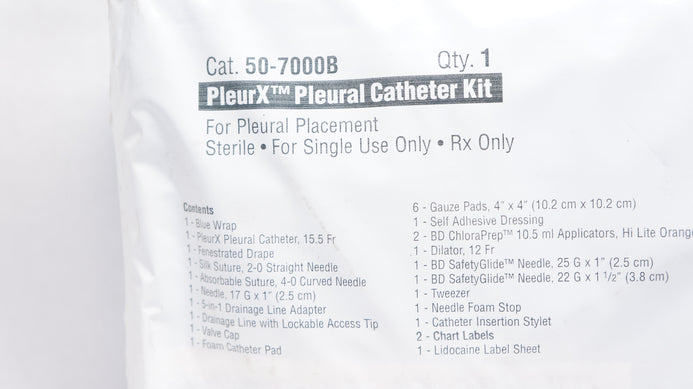 Cat. 50-7000B Qty. 1
PleurX™ Pleural Catheter Kit
For Pleural Placement
Sterile • For Single Use Only • Rx Only
Contents
1 - Blue Wrap
1 - PleurX Pleural Catheter, 15.5 Fr
1 - Fenestrated Drape
1 - Silk Suture, 2-0 Straight Needle
1 - Absorbable Suture, 4-0 Curved Needle
1 - Needle, 17 G x 1" (2.5 cm)
1 - 5-in-1 Drainage Line Adapter
1 - Drainage Line with Lockable Access Tip
1 - Valve Cap
1 - Foam Catheter Pad
6 - Gauze Pads, 4" x 4" (10.2 cm x 10.2 cm)
1 - Self Adhesive Dressing
2 - BD ChloraPrep™ 10.5 ml Applicators, Hi Lite Orange
1 - Dilator, 12 Fr
1 - BD SafetyGlide™ Needle, 25 G x 1" (2.5 cm)
1 - BD SafetyGlide™ Needle, 22 G x 1 1/2" (3.8 cm)
1 - Tweezer
1 - Needle Foam Stop
1 - Catheter Insertion Stylet
2 - Chart Labels
1 - Lidocaine Label Sheet